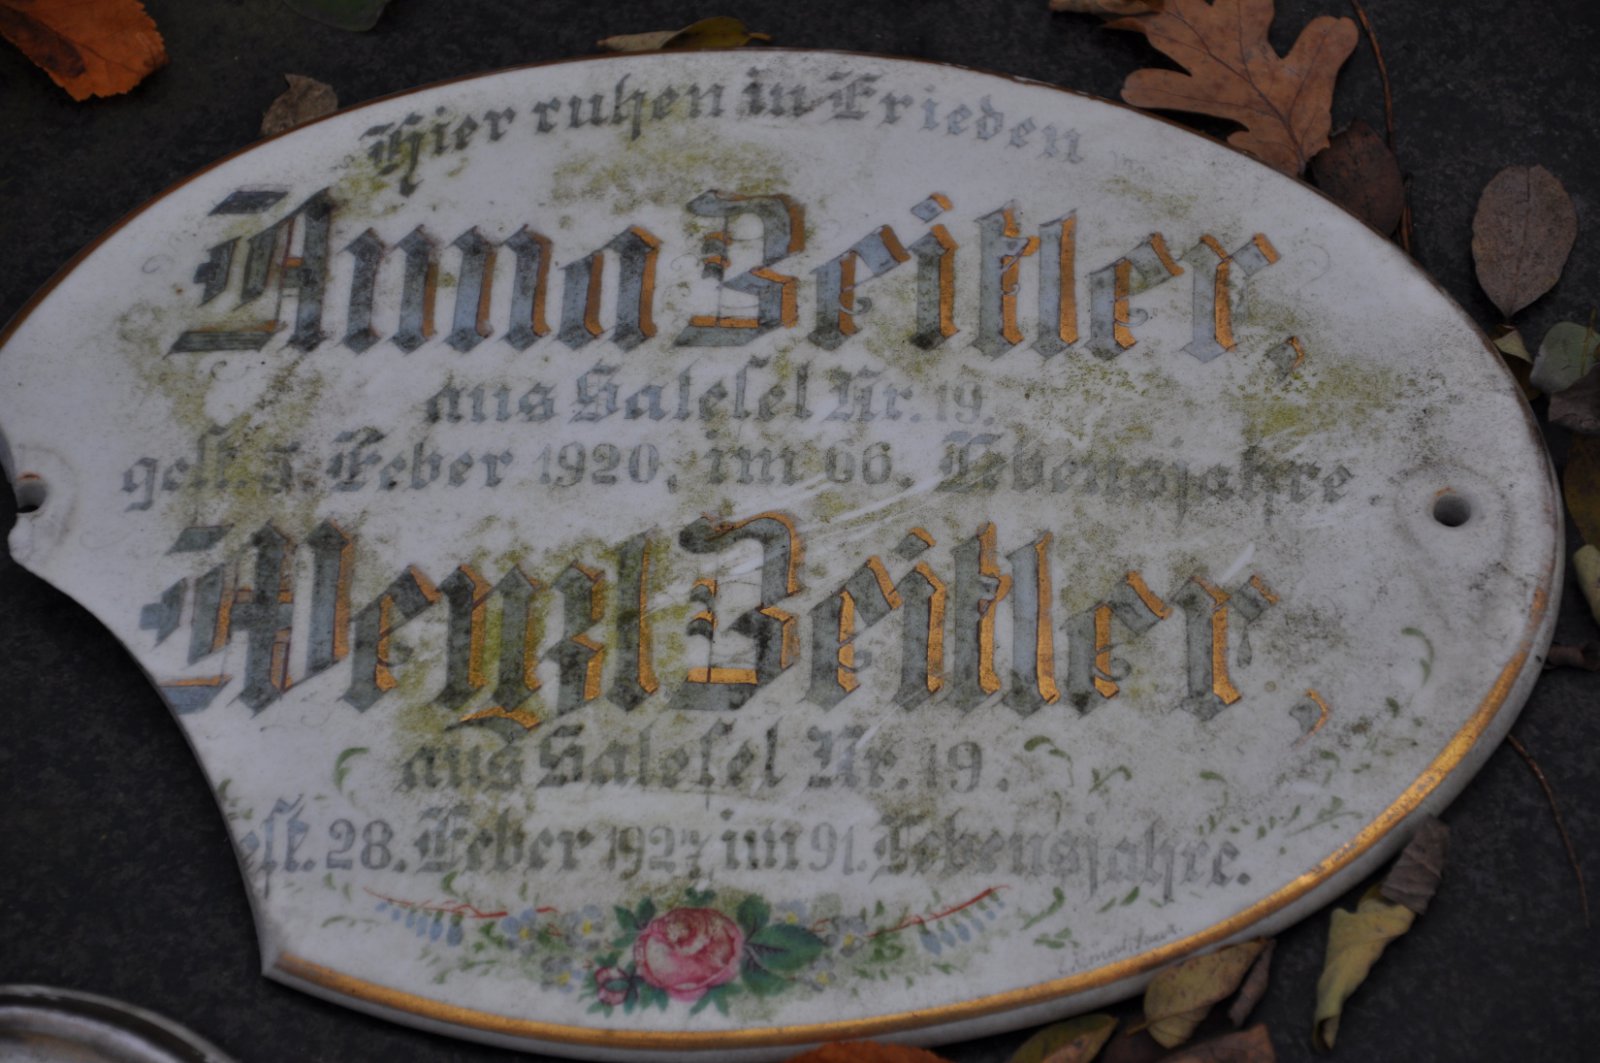 Hier ruhen in Frieden
Anna Zeitler,
aus Salesel Nr. 19.
gest. 5. Feber 1920, im 66. Lebensjahre.
Wenzl Zeitler,
aus Salesel Nr. 19.
gest. 28. Feber 1927, im 91. Lebensjahre.